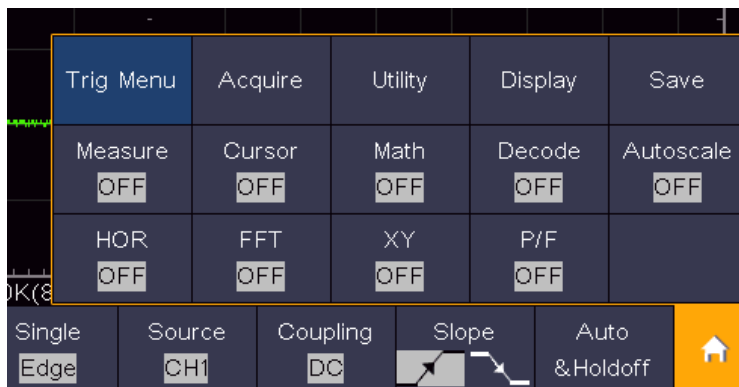 Trig Menu Acquire Utility Display Save
Measure Cursor Math Decode Autoscale
OFF OFF OFF OFF OFF
HOR FFT XY P/F
OFF OFF OFF OFF
K(8
Single Source Coupling Slope Auto
Edge CH1 DC &Holdoff